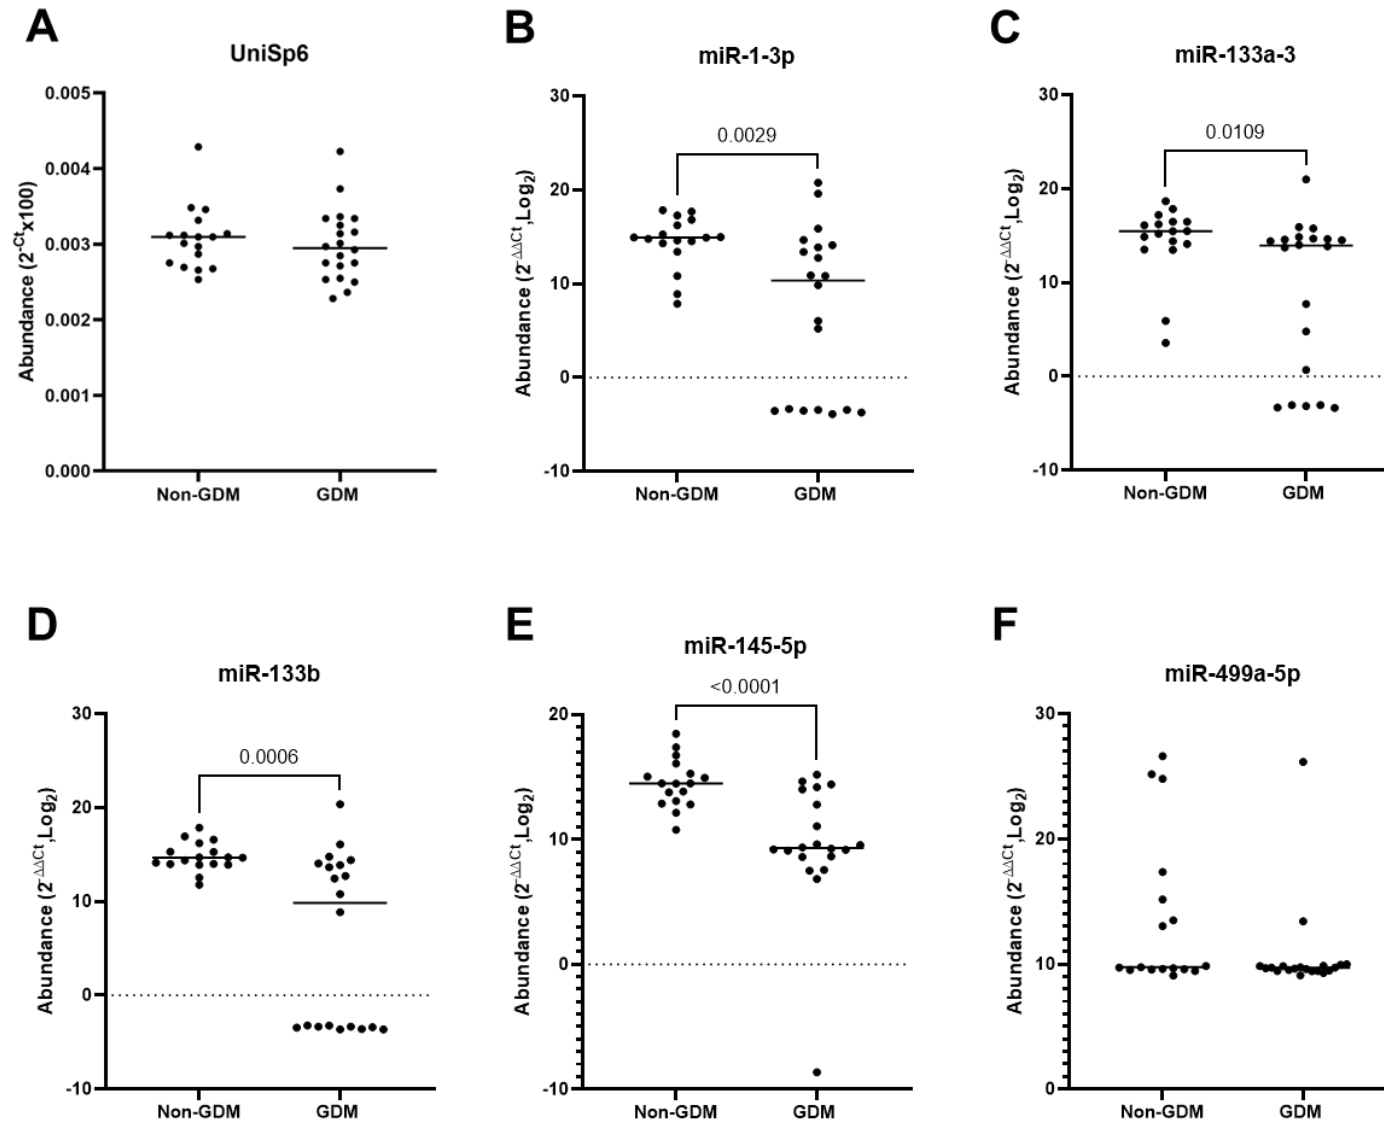 A
UniSp6
0.005
0.004
0.003
0.002
0.001
0.000
Abundance (2^-Ct x100)
Non-GDM GDM
B
miR-1-3p
0.0029
30
20
10
0
-10
Abundance (2^-ΔΔCt,Log₂)
Non-GDM GDM
C
miR-133a-3
0.0109
30
20
10
0
-10
Abundance (2^-ΔΔCt,Log₂)
Non-GDM GDM
D
miR-133b
0.0006
30
20
10
0
-10
Abundance (2^-ΔΔCt,Log₂)
Non-GDM GDM
E
miR-145-5p
<0.0001
20
10
0
-10
Abundance (2^-ΔΔCt,Log₂)
Non-GDM GDM
F
miR-499a-5p
30
20
10
0
Abundance (2^-ΔΔCt,Log₂)
Non-GDM GDM